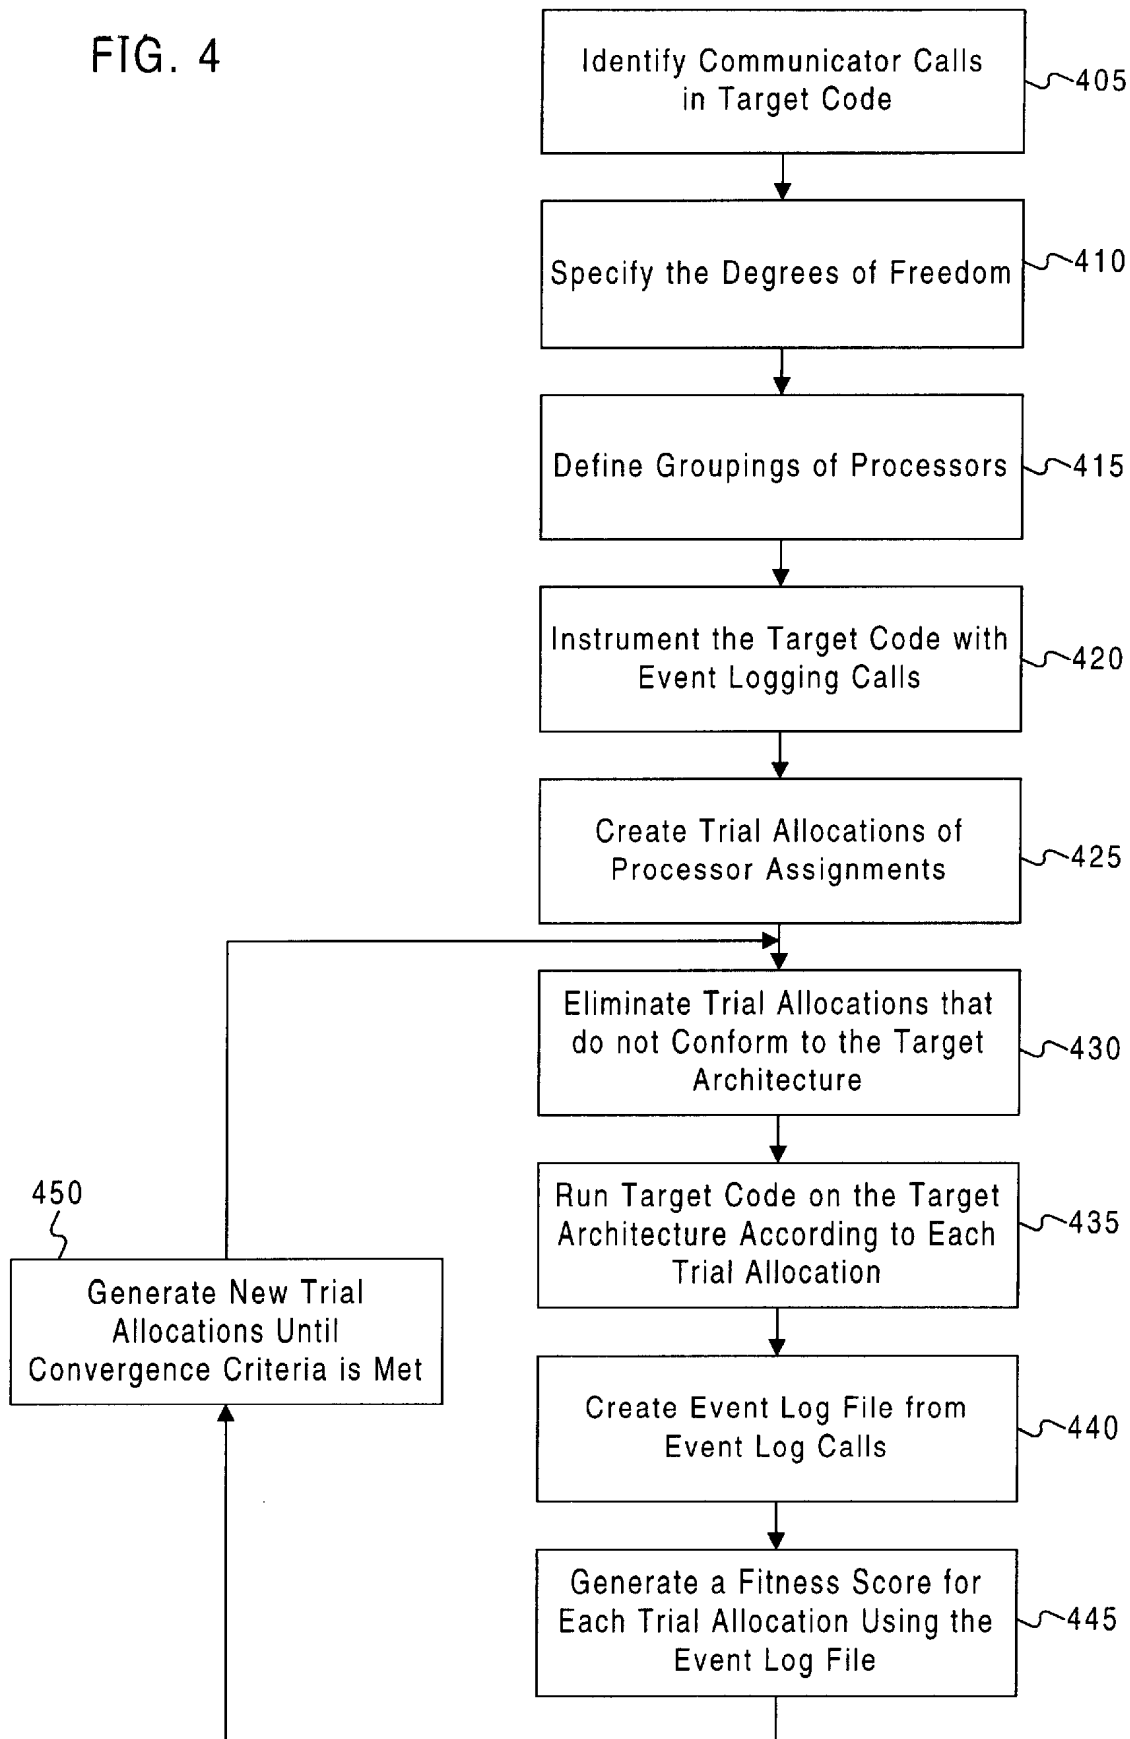 FIG. 4
Identify Communicator Calls
in Target Code
405
Specify the Degrees of Freedom
410
Define Groupings of Processors
415
Instrument the Target Code with
Event Logging Calls
420
Create Trial Allocations of
Processor Assignments
425
Eliminate Trial Allocations that
do not Conform to the Target
Architecture
430
Run Target Code on the Target
Architecture According to Each
Trial Allocation
435
450
Generate New Trial
Allocations Until
Convergence Criteria is Met
Create Event Log File from
Event Log Calls
440
Generate a Fitness Score for
Each Trial Allocation Using the
Event Log File
445